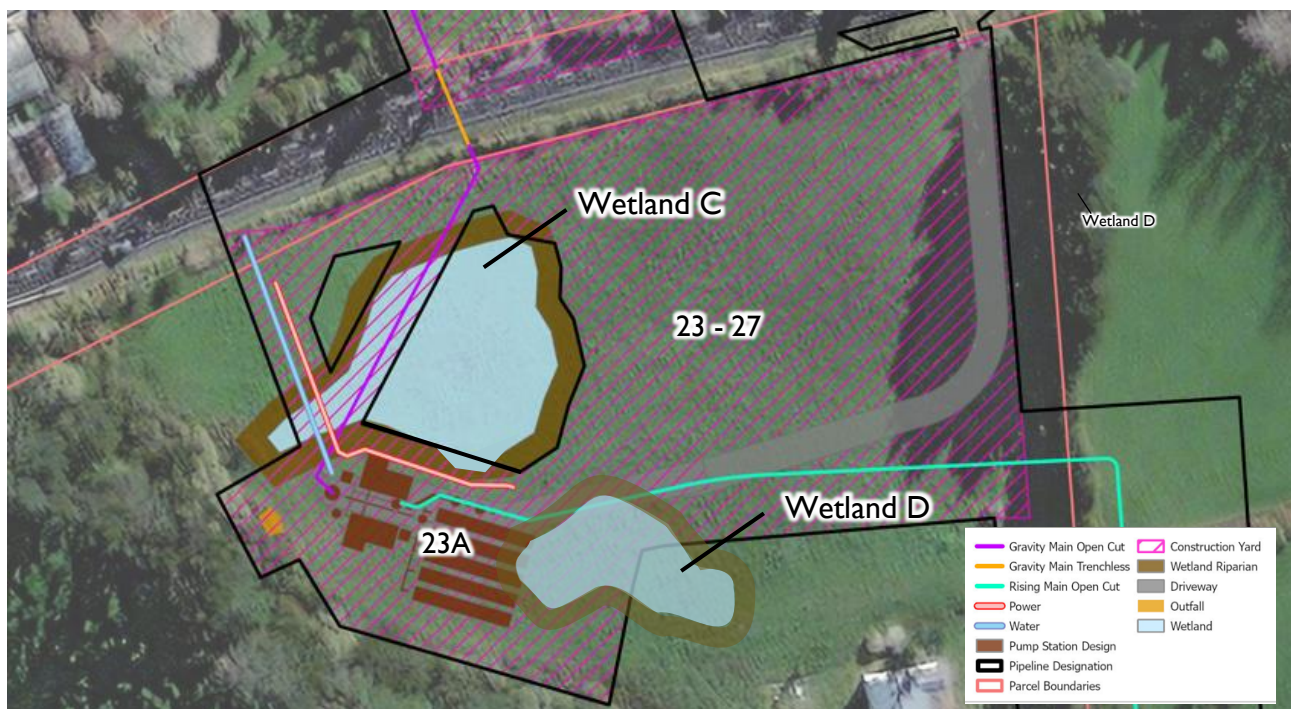 Wetland C
Wetland D
23 - 27
Wetland D
23A
Gravity Main Open Cut
Gravity Main Trenchless
Rising Main Open Cut
Power
Water
Pump Station Design
Pipeline Designation
Parcel Boundaries
Construction Yard
Wetland Riparian
Driveway
Outfall
Wetland